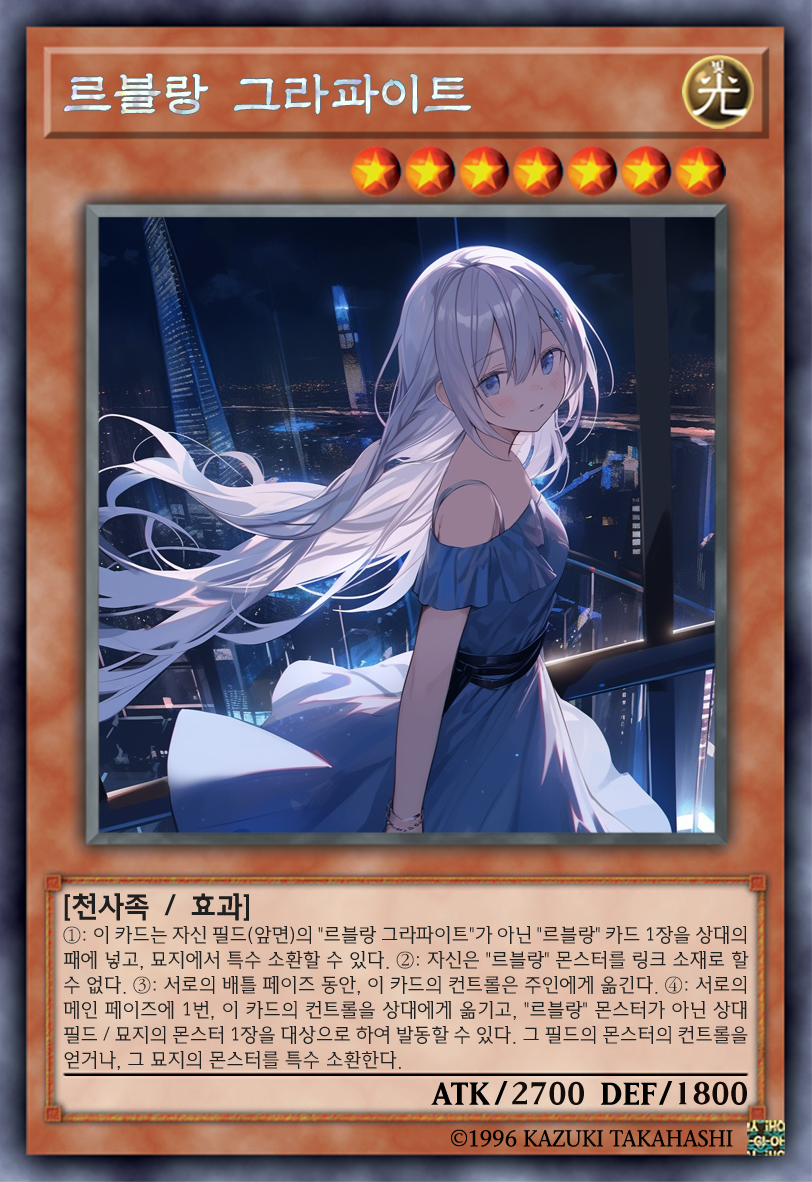 르블랑 그라파이트
빛
光
[천사족 / 효과]
①: 이 카드는 자신 필드(앞면)의 "르블랑 그라파이트"가 아닌 "르블랑" 카드 1장을 상대의
패에 넣고, 묘지에서 특수 소환할 수 있다. ②: 자신은 "르블랑" 몬스터를 링크 소재로 할
수 없다. ③: 서로의 배틀 페이즈 동안, 이 카드의 컨트롤은 주인에게 옮긴다. ④: 서로의
메인 페이즈에 1번, 이 카드의 컨트롤을 상대에게 옮기고, "르블랑" 몬스터가 아닌 상대
필드 / 묘지의 몬스터 1장을 대상으로 하여 발동할 수 있다. 그 필드의 몬스터의 컨트롤을
얻거나, 그 묘지의 몬스터를 특수 소환한다.
ATK/2700 DEF/1800
©1996 KAZUKI TAKAHASHI